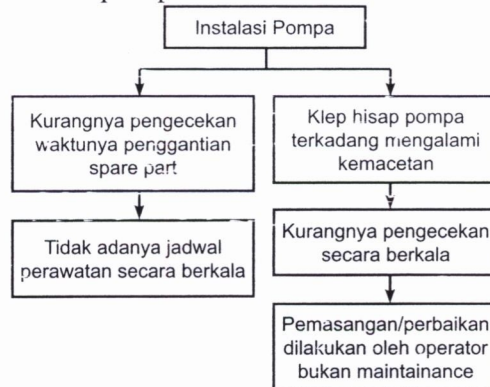 Instalasi Pompa
Kurangnya pengecekan
waktunya penggantian
spare part
Klep hisap pompa
terkadang mengalami
kemacetan
Tidak adanya jadwal
perawatan secara berkala
Kurangnya pengecekan
secara berkala
Pemasangan/perbaikan
dilakukan oleh operator
bukan maintainance